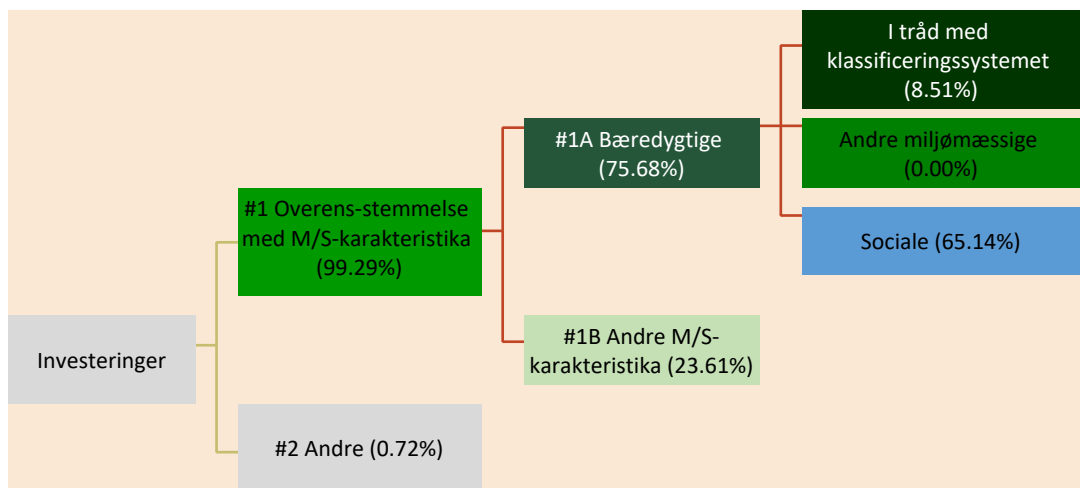 Investeringer
#1 Overens-stemmelse
med M/S-karakteristika
(99.29%)
#2 Andre (0.72%)
#1A Bæredygtige
(75.68%)
#1B Andre M/S-
karakteristika (23.61%)
I tråd med
klassificeringssystemet
(8.51%)
Andre miljømæssige
(0.00%)
Sociale (65.14%)